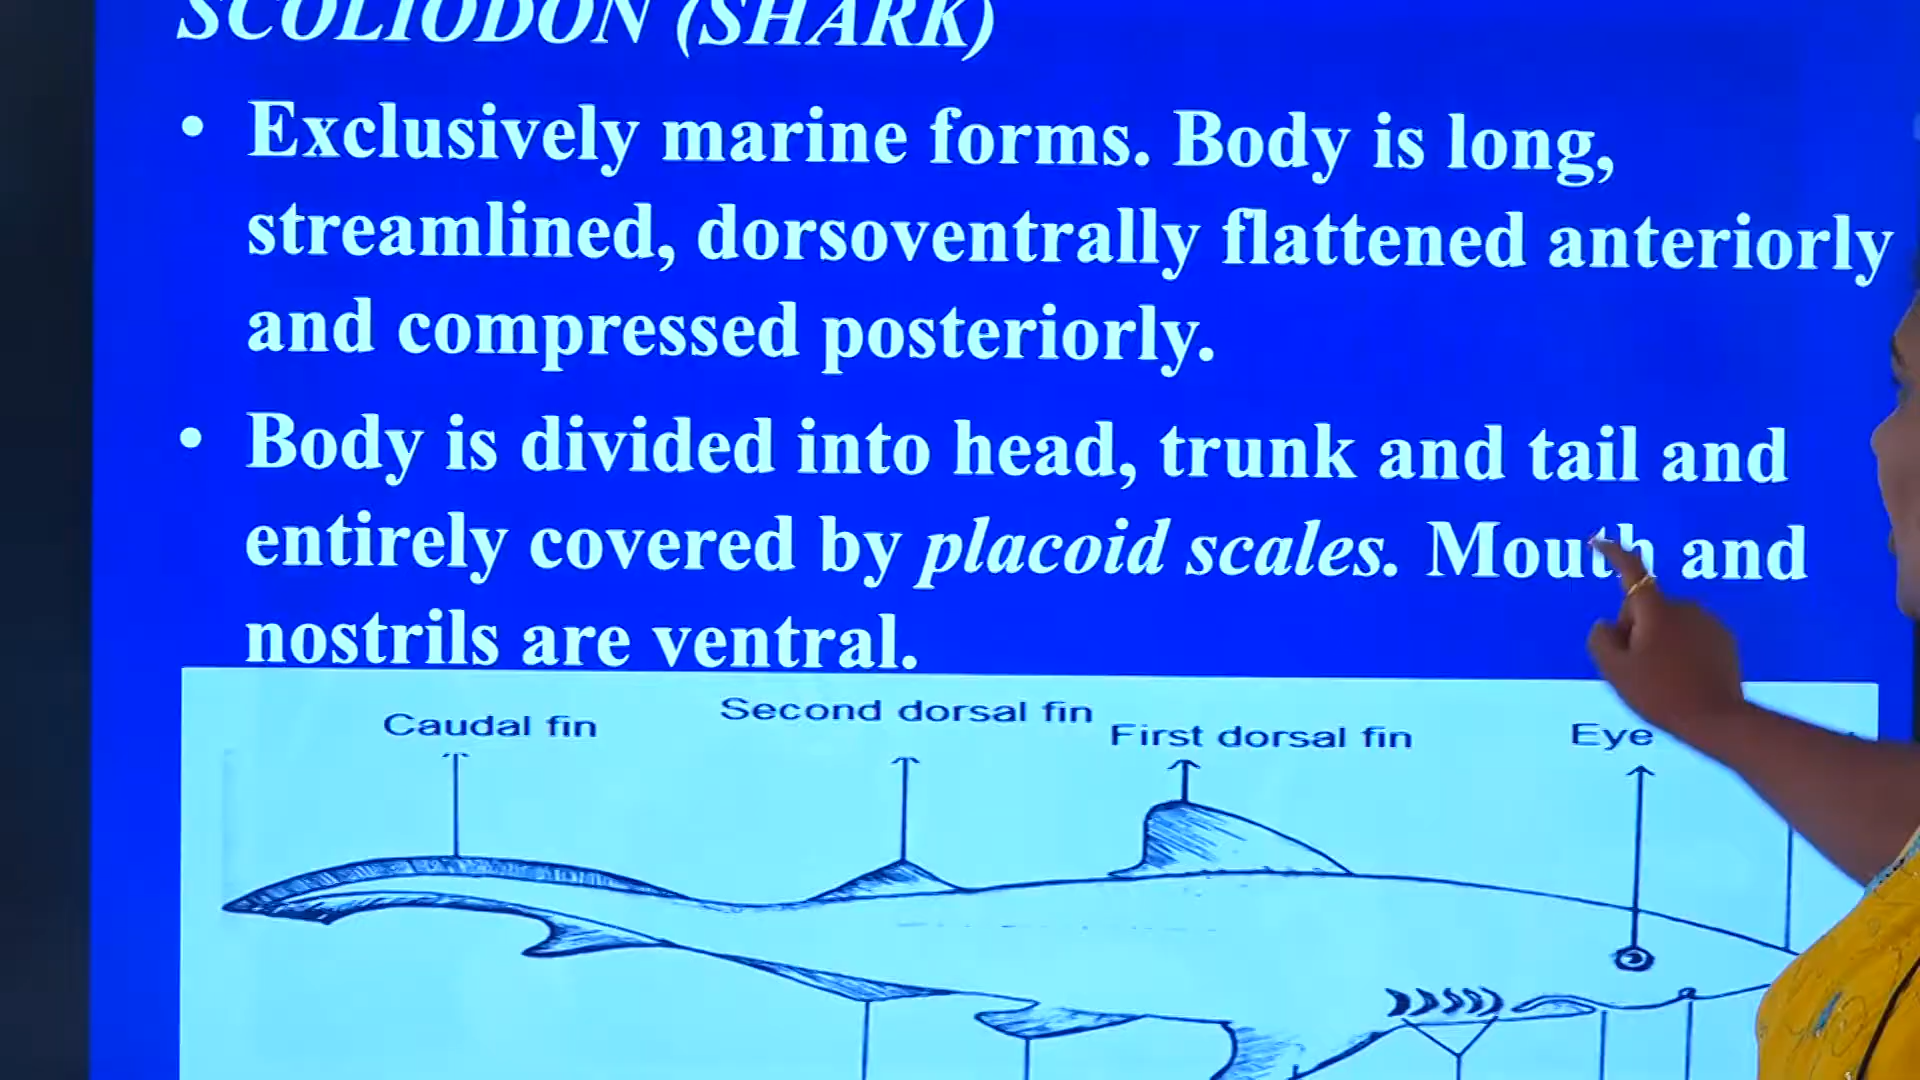 SCOLIODON (SHARK)
• Exclusively marine forms. Body is long,
streamlined, dorsoventrally flattened anteriorly
and compressed posteriorly.
• Body is divided into head, trunk and tail and
entirely covered by placoid scales. Mouth and
nostrils are ventral.
Caudal fin
Second dorsal fin
First dorsal fin
Eye